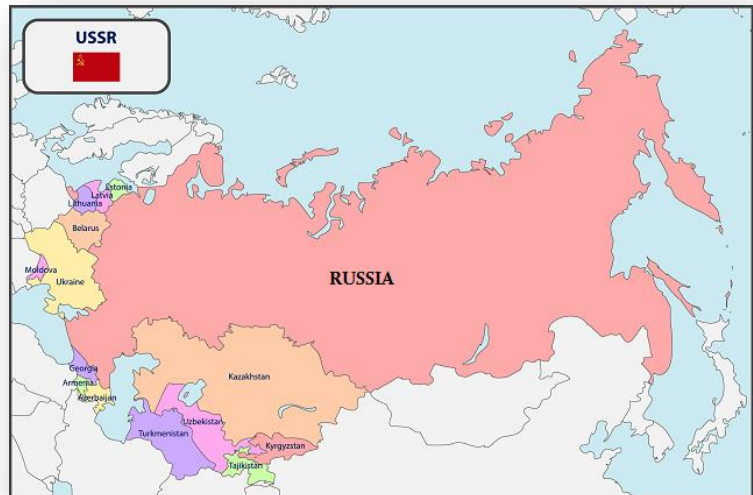 USSR
Estonia
Latvia
Lithuania
Belarus
Moldova
Ukraine
RUSSIA
Georgia
Armenia
Azerbaijan
Kazakhstan
Uzbekistan
Turkmenistan
Kyrgyzstan
Tajikistan